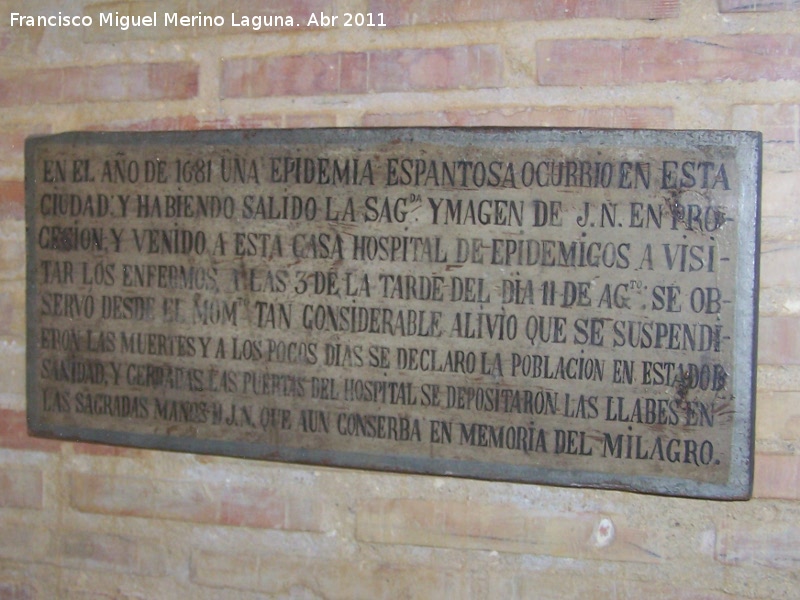 Francisco Miguel Merino Laguna. Abr 2011
EN EL AÑO DE 1681 UNA EPIDEMIA ESPANTOSA OCURRIO EN ESTA
CIUDAD, Y HABIENDO SALIDO LA SAG.DA YMAGEN DE J.N. EN PRO-
CESION, Y VENIDO A ESTA CASA HOSPITAL DE EPIDEMIGOS A VISI-
TAR LOS ENFERMOS, A LAS 3 DE LA TARDE DEL DIA 11 DE AG.TO: SE OB-
SERVO DESDE EL MOM.TO TAN CONSIDERABLE ALIVIO QUE SE SUSPENDI-
ERON LAS MUERTES Y A LOS POCOS DIAS SE DECLARO LA POBLACION EN ESTADO D
SANIDAD, Y CERRADAS LAS PUERTAS DEL HOSPITAL SE DEPOSITARON LAS LLABES EN
LAS SAGRADAS MANOS J.N. QUE AUN CONSERBA EN MEMORIA DEL MILAGRO.